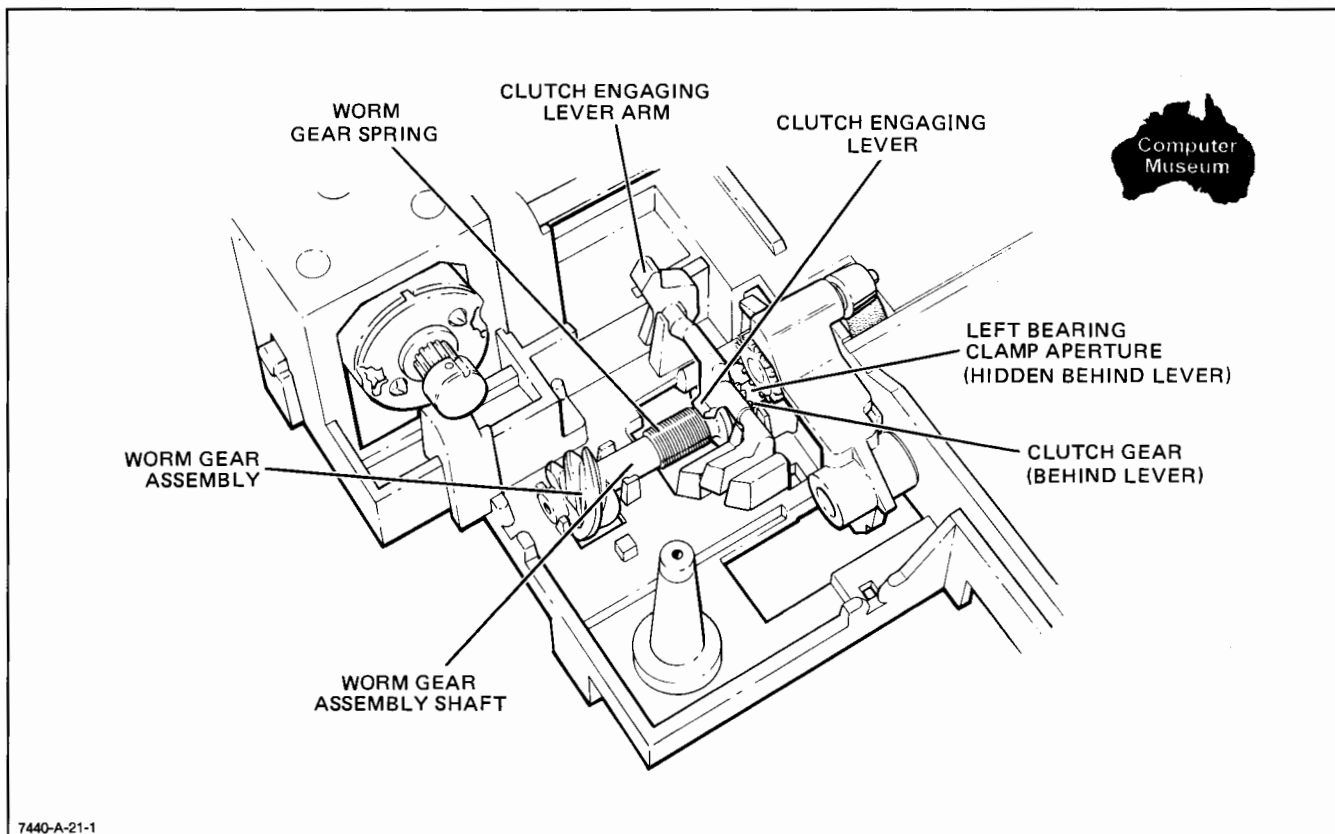 CLUTCH ENGAGING
LEVER ARM
WORM
GEAR SPRING
CLUTCH ENGAGING
LEVER
Computer
Museum
LEFT BEARING
CLAMP APERTURE
(HIDDEN BEHIND LEVER)
CLUTCH GEAR
(BEHIND LEVER)
WORM GEAR
ASSEMBLY
WORM GEAR
ASSEMBLY SHAFT
7440-A-21-1